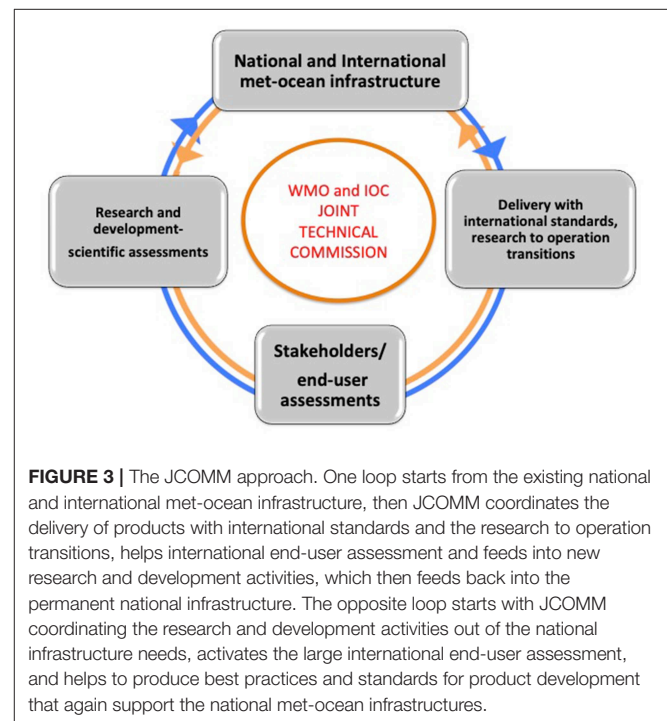 National and International
met-ocean infrastructure
WMO and IOC
JOINT
TECHNICAL
COMMISSION
Research and
development-
scientific assessments
Delivery with
international standards,
research to operation
transitions
Stakeholders/
end-user
assessments
FIGURE 3 | The JCOMM approach. One loop starts from the existing national
and international met-ocean infrastructure, then JCOMM coordinates the
delivery of products with international standards and the research to operation
transitions, helps international end-user assessment and feeds into new
research and development activities, which then feeds back into the
permanent national infrastructure. The opposite loop starts with JCOMM
coordinating the research and development activities out of the national
infrastructure needs, activates the large international end-user assessment,
and helps to produce best practices and standards for product development
that again support the national met-ocean infrastructures.